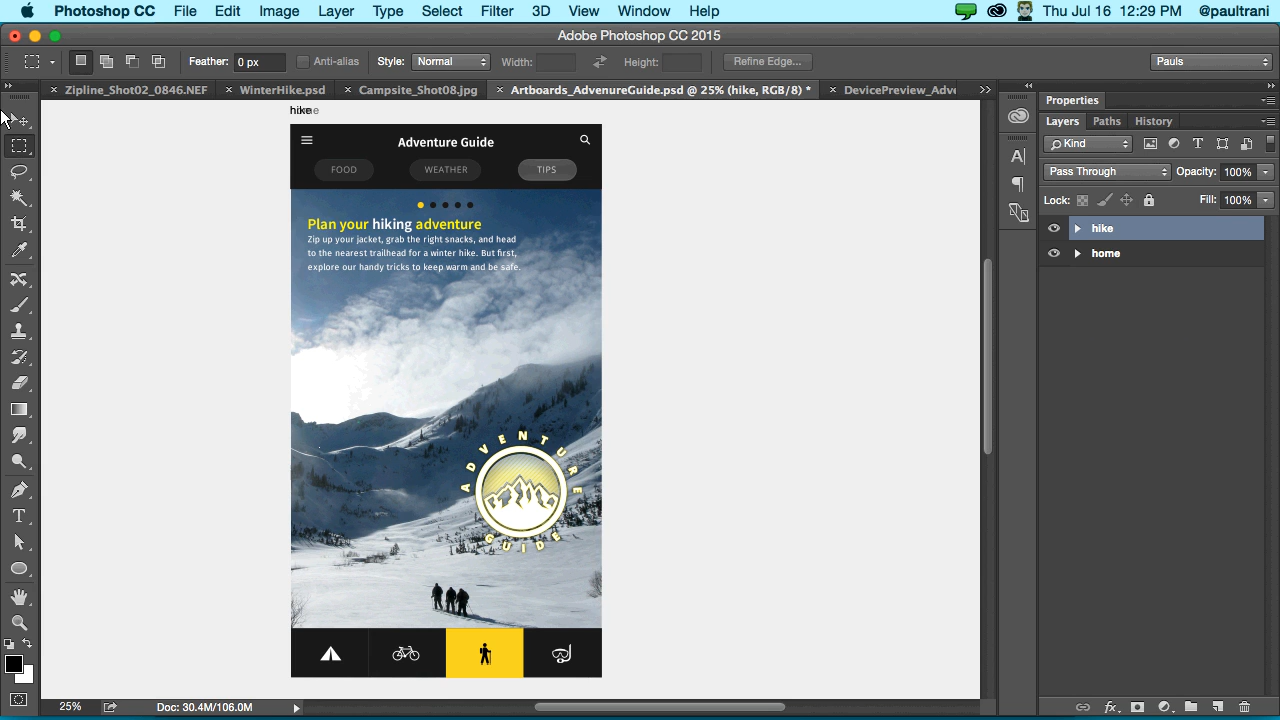 Photoshop CC File Edit Image Layer Type Select Filter 3D View Window Help Thu Jul 16 12:29 PM @paultrani
Adobe Photoshop CC 2015
Feather: 0 px Anti-alias Style: Normal Width: Height: Refine Edge... Pauls
Zipline_Shot02_0846.NEF WinterHike.psd Campsite_Shot08.jpg Artboards_AdvenureGuide.psd @ 25% (hike, RGB/8) * DevicePreview_Adve
hike
Adventure Guide
FOOD WEATHER TIPS
Plan your hiking adventure
Zip up your jacket, grab the right snacks, and head
to the nearest trailhead for a winter hike. But first,
explore our handy tricks to keep warm and be safe.
ADVENTURE
GUIDE
25% Doc: 30.4M/106.0M
Properties
Layers Paths History
Kind
Pass Through Opacity: 100%
Lock: Fill: 100%
hike
home
fx